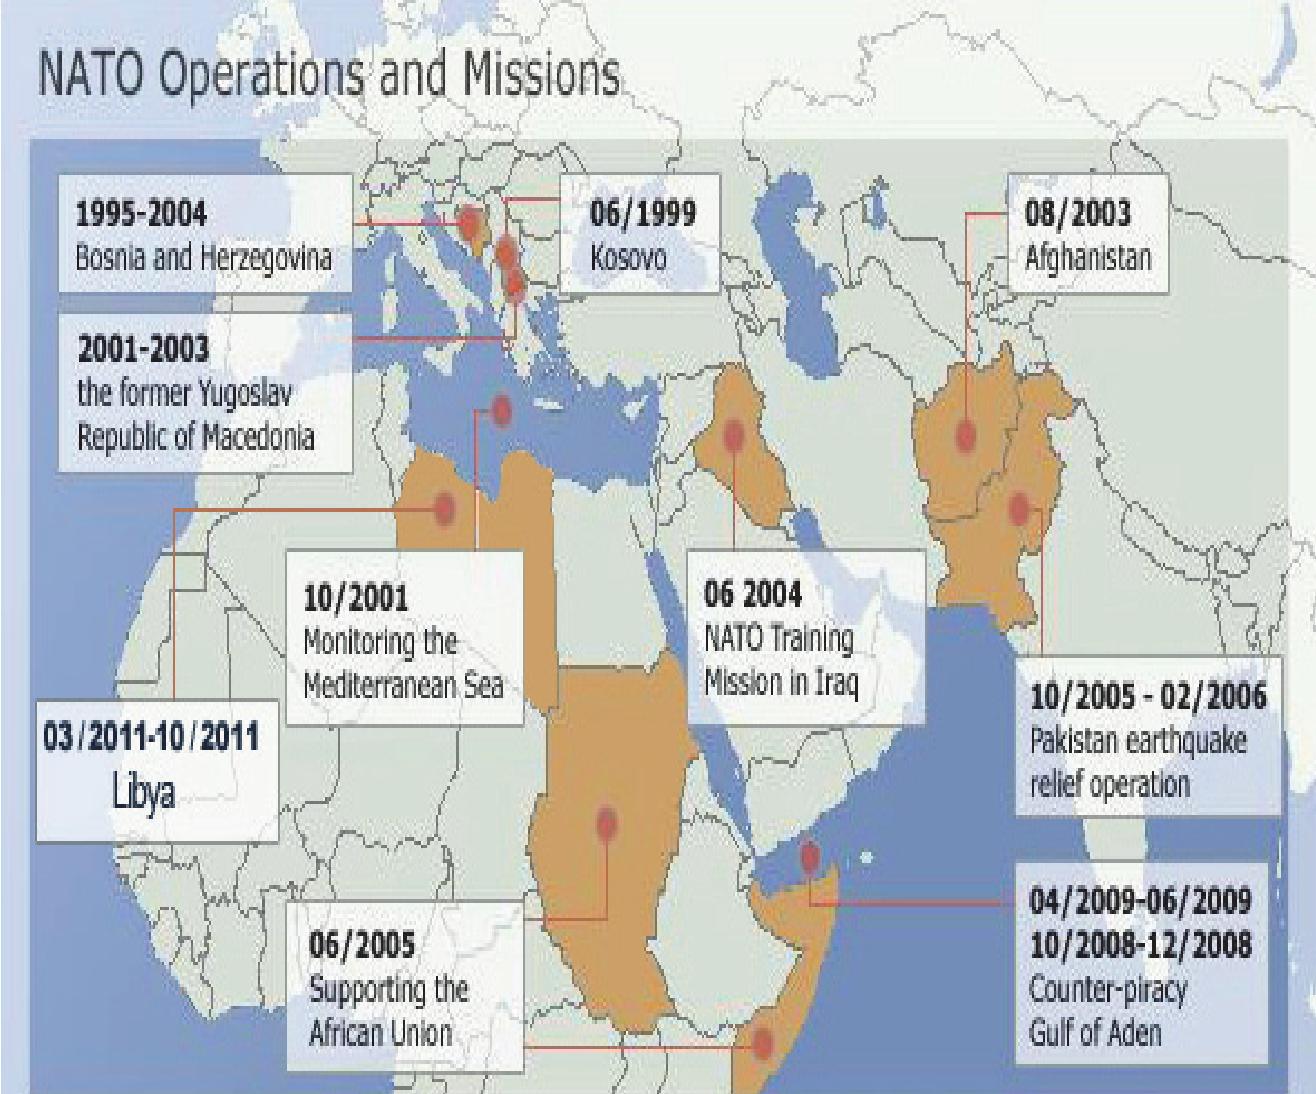 NATO Operations and Missions
1995-2004
Bosnia and Herzegovina
06/1999
Kosovo
08/2003
Afghanistan
2001-2003
the former Yugoslav
Republic of Macedonia
10/2001
Monitoring the
Mediterranean Sea
06 2004
NATO Training
Mission in Iraq
03/2011-10/2011
Libya
10/2005 - 02/2006
Pakistan earthquake
relief operation
06/2005
Supporting the
African Union
04/2009-06/2009
10/2008-12/2008
Counter-piracy
Gulf of Aden